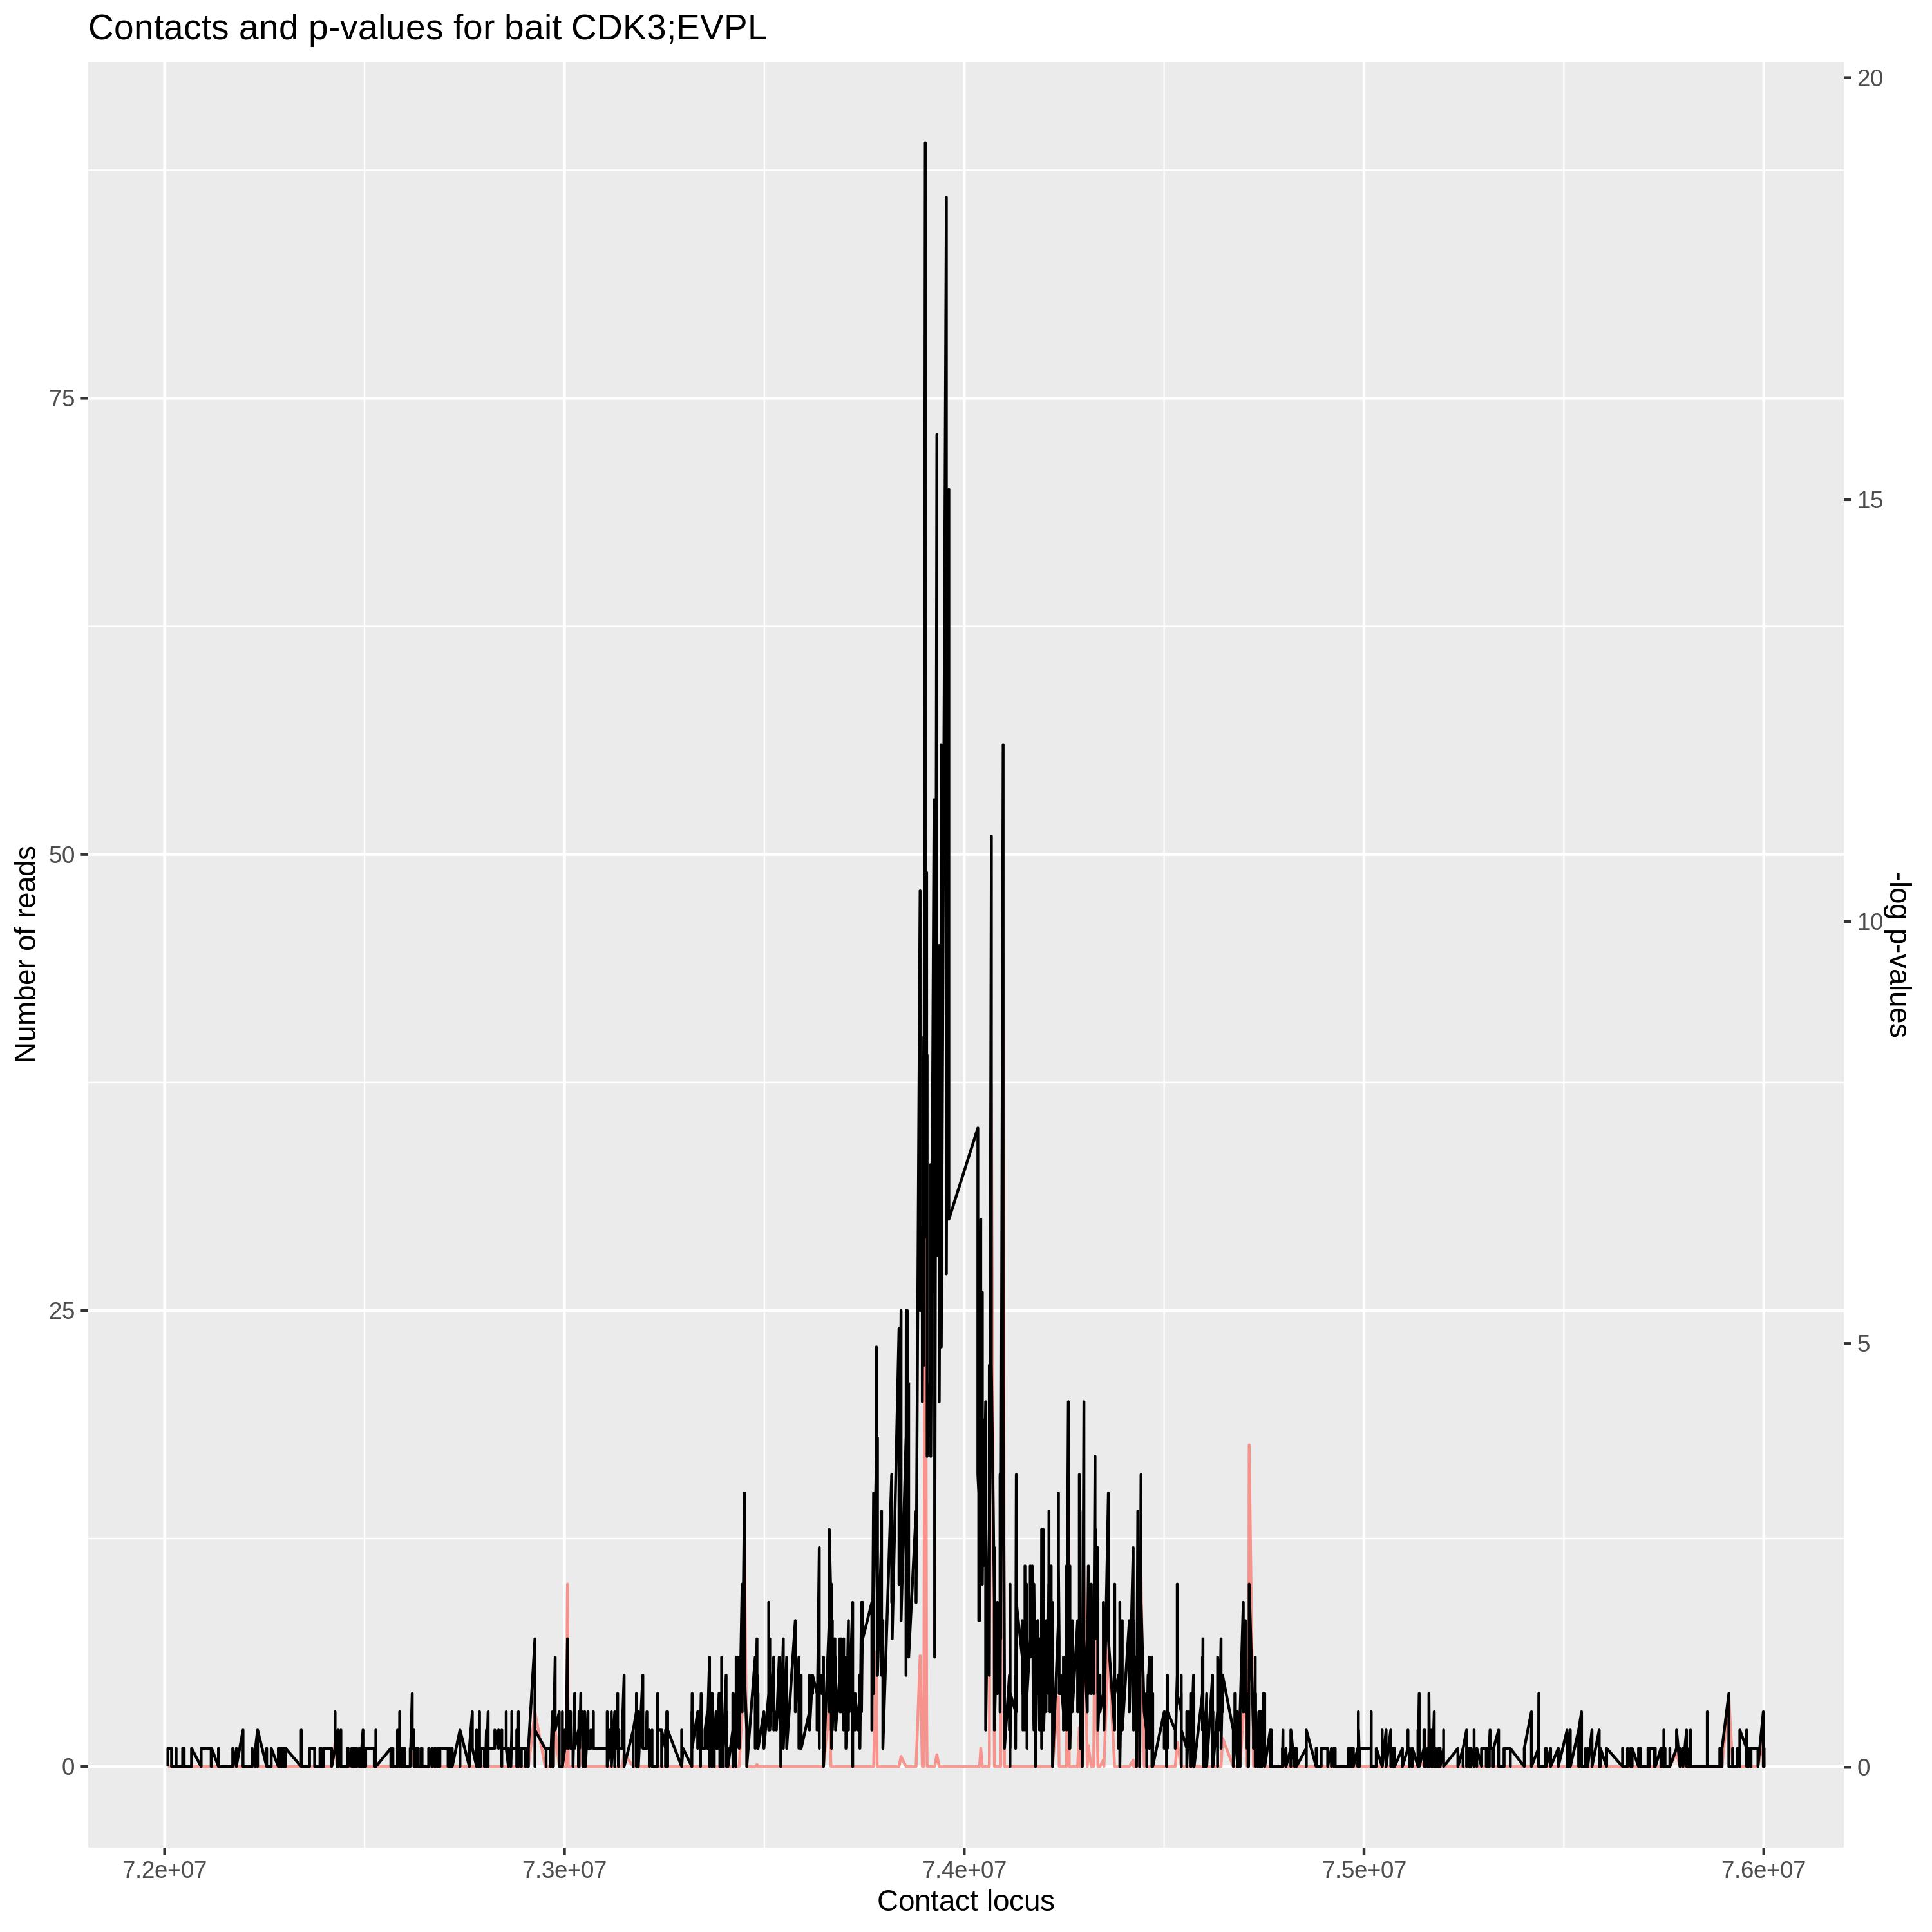 Contacts and p-values for bait CDK3;EVPL
20
75
15
50
10
25
5
0
0
Number of reads
-log p-values
7.2e+07 7.3e+07 7.4e+07 7.5e+07 7.6e+07
Contact locus